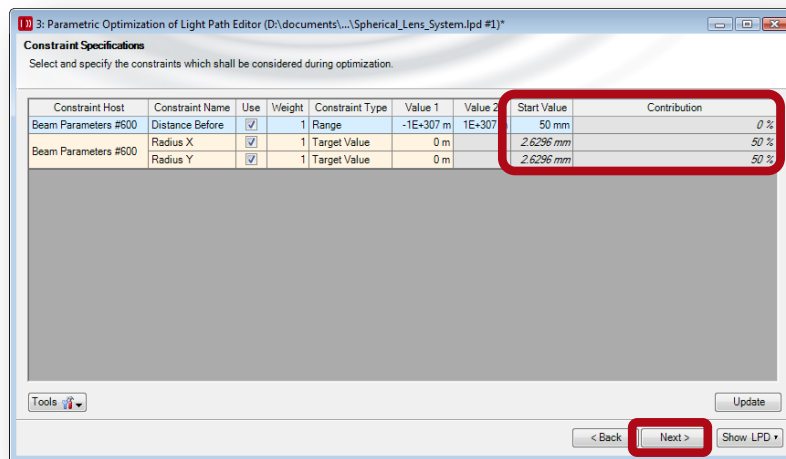 3: Parametric Optimization of Light Path Editor (D:\documents\...\Spherical_Lens_System.lpd #1)*
Constraint Specifications
Select and specify the constraints which shall be considered during optimization.
Constraint Host Constraint Name Use Weight Constraint Type Value 1 Value 2 Start Value Contribution
Beam Parameters #600 Distance Before 1 Range -1E+307 m 1E+307 50 mm 0 %
Beam Parameters #600 Radius X 1 Target Value 0 m 2.6296 mm 50 %
Radius Y 1 Target Value 0 m 2.6296 mm 50 %
Tools Update
< Back Next > Show LPD